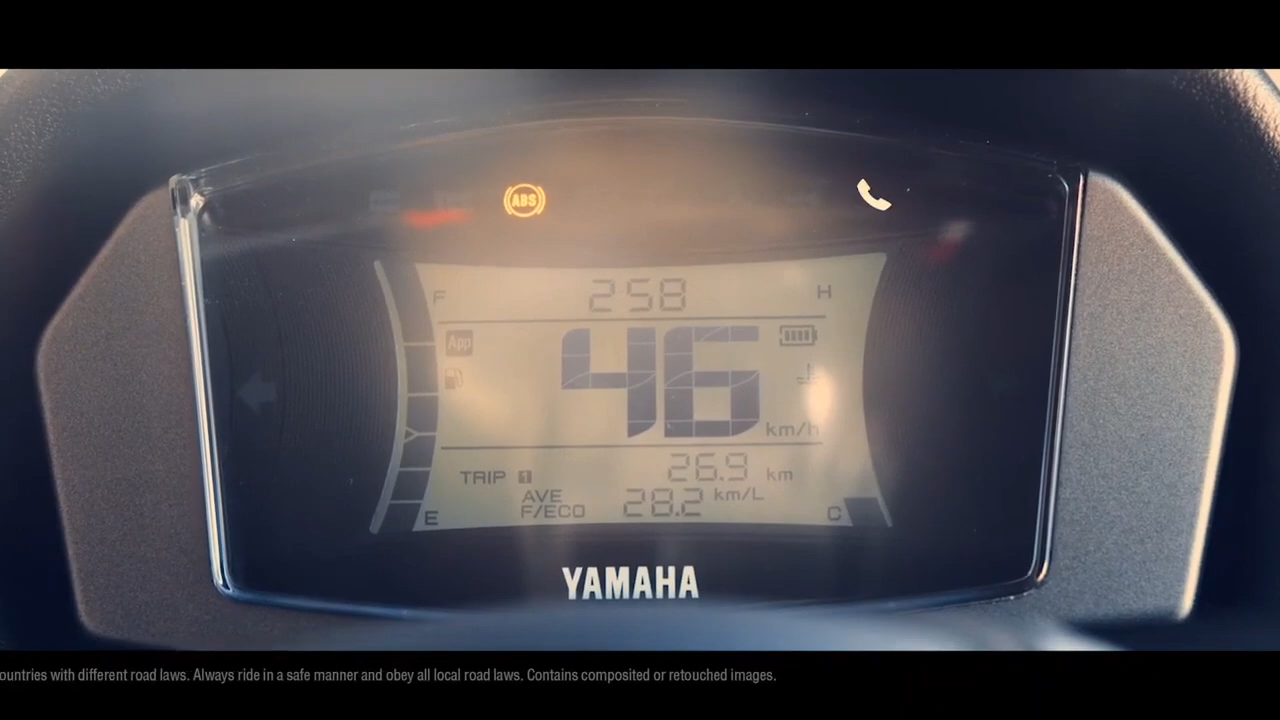 ABS
F 258 H
App
46
km/h
TRIP 1 26.9 km
AVE
F/ECO 28.2 km/L
E C
YAMAHA
ountries with different road laws. Always ride in a safe manner and obey all local road laws. Contains composited or retouched images.